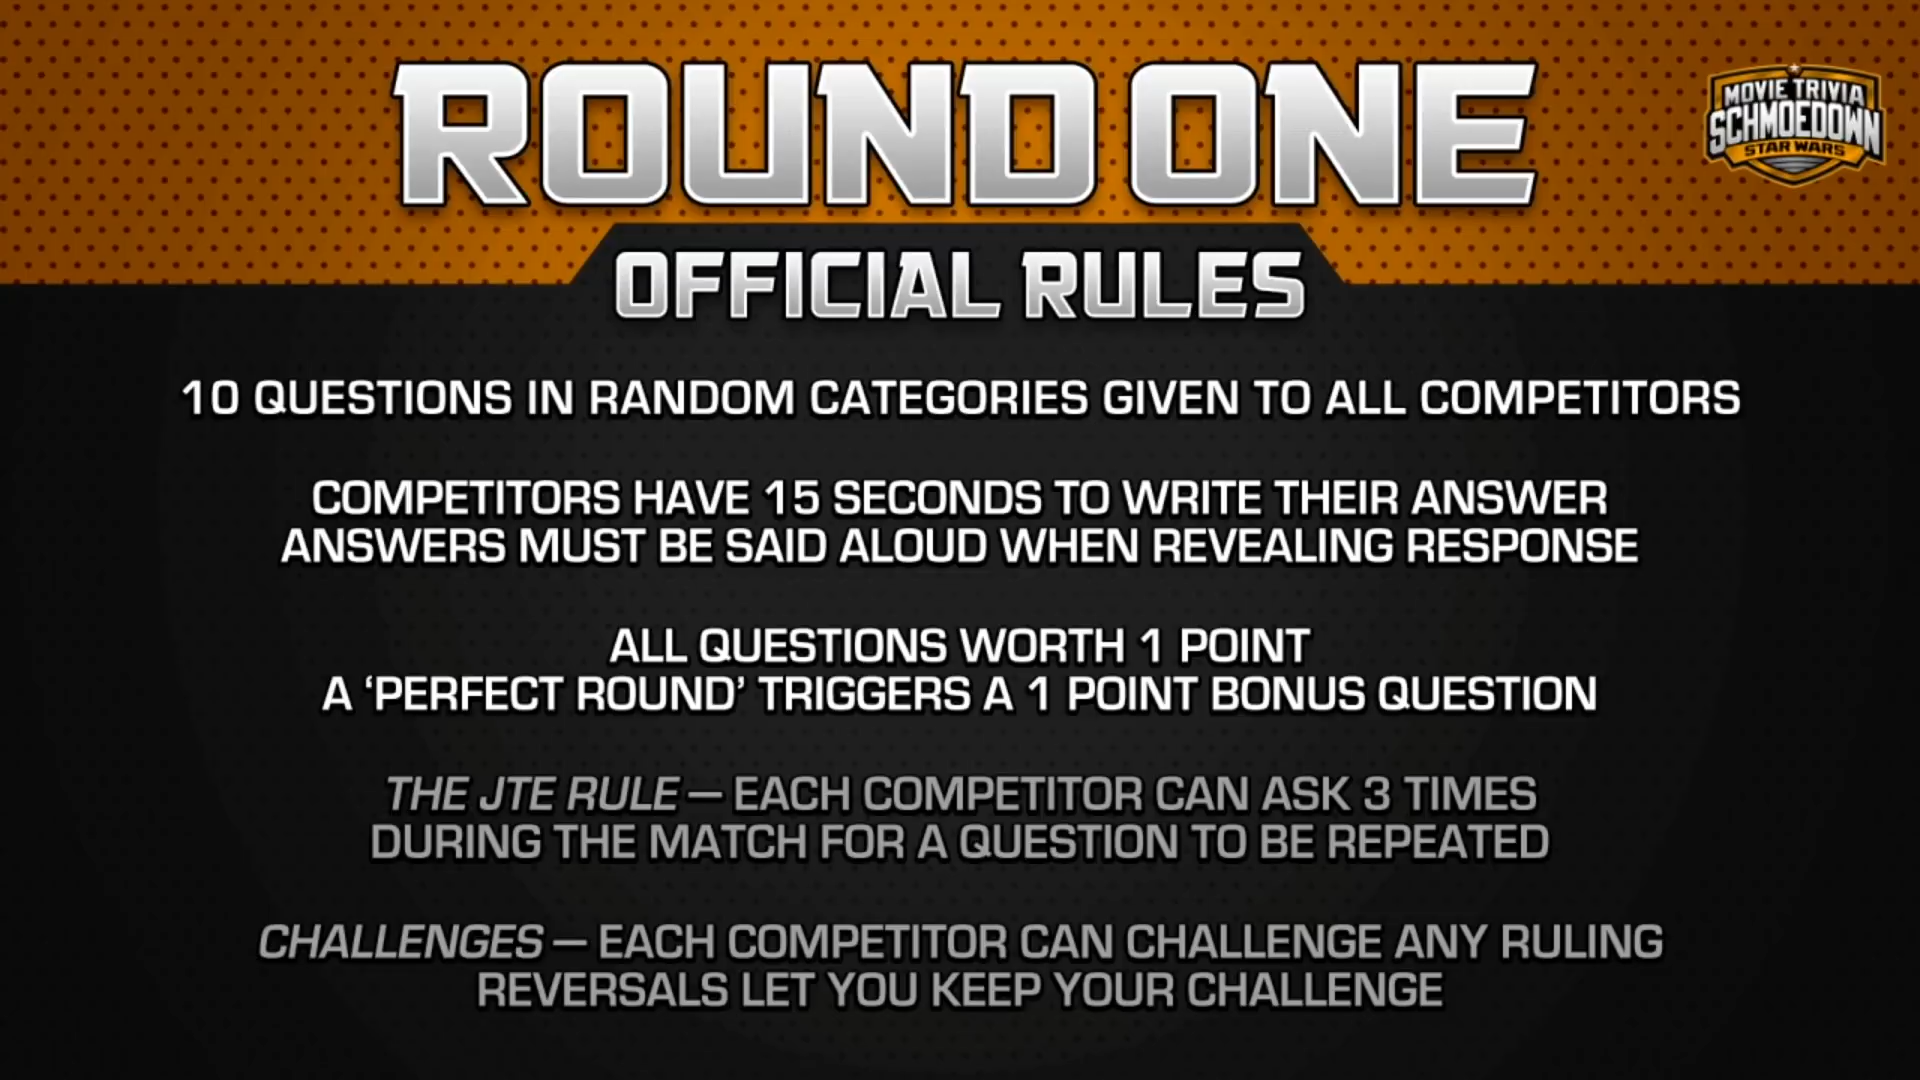 ROUND ONE
MOVIE TRIVIA
SCHMOEDOWN
STAR WARS
OFFICIAL RULES
10 QUESTIONS IN RANDOM CATEGORIES GIVEN TO ALL COMPETITORS
COMPETITORS HAVE 15 SECONDS TO WRITE THEIR ANSWER
ANSWERS MUST BE SAID ALOUD WHEN REVEALING RESPONSE
ALL QUESTIONS WORTH 1 POINT
A ‘PERFECT ROUND’ TRIGGERS A 1 POINT BONUS QUESTION
THE JTE RULE — EACH COMPETITOR CAN ASK 3 TIMES
DURING THE MATCH FOR A QUESTION TO BE REPEATED
CHALLENGES — EACH COMPETITOR CAN CHALLENGE ANY RULING
REVERSALS LET YOU KEEP YOUR CHALLENGE